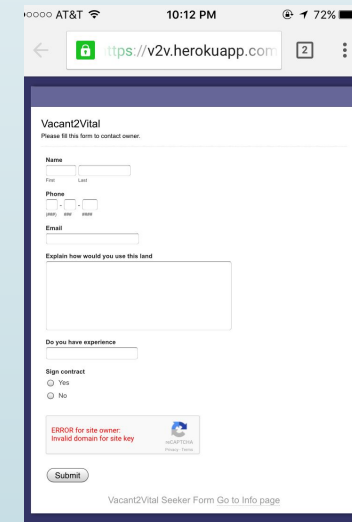 AT&T 10:12 PM 72%
ttps://v2v.herokuapp.com 2
Vacant2Vital
Please fill this form to contact owner.
Name
First Last
Phone
- -
(###) ### ####
Email
Explain how would you use this land
Do you have experience
Sign contract
Yes
No
ERROR for site owner:
Invalid domain for site key
reCAPTCHA
Privacy - Terms
Submit
Vacant2Vital Seeker Form Go to Info page